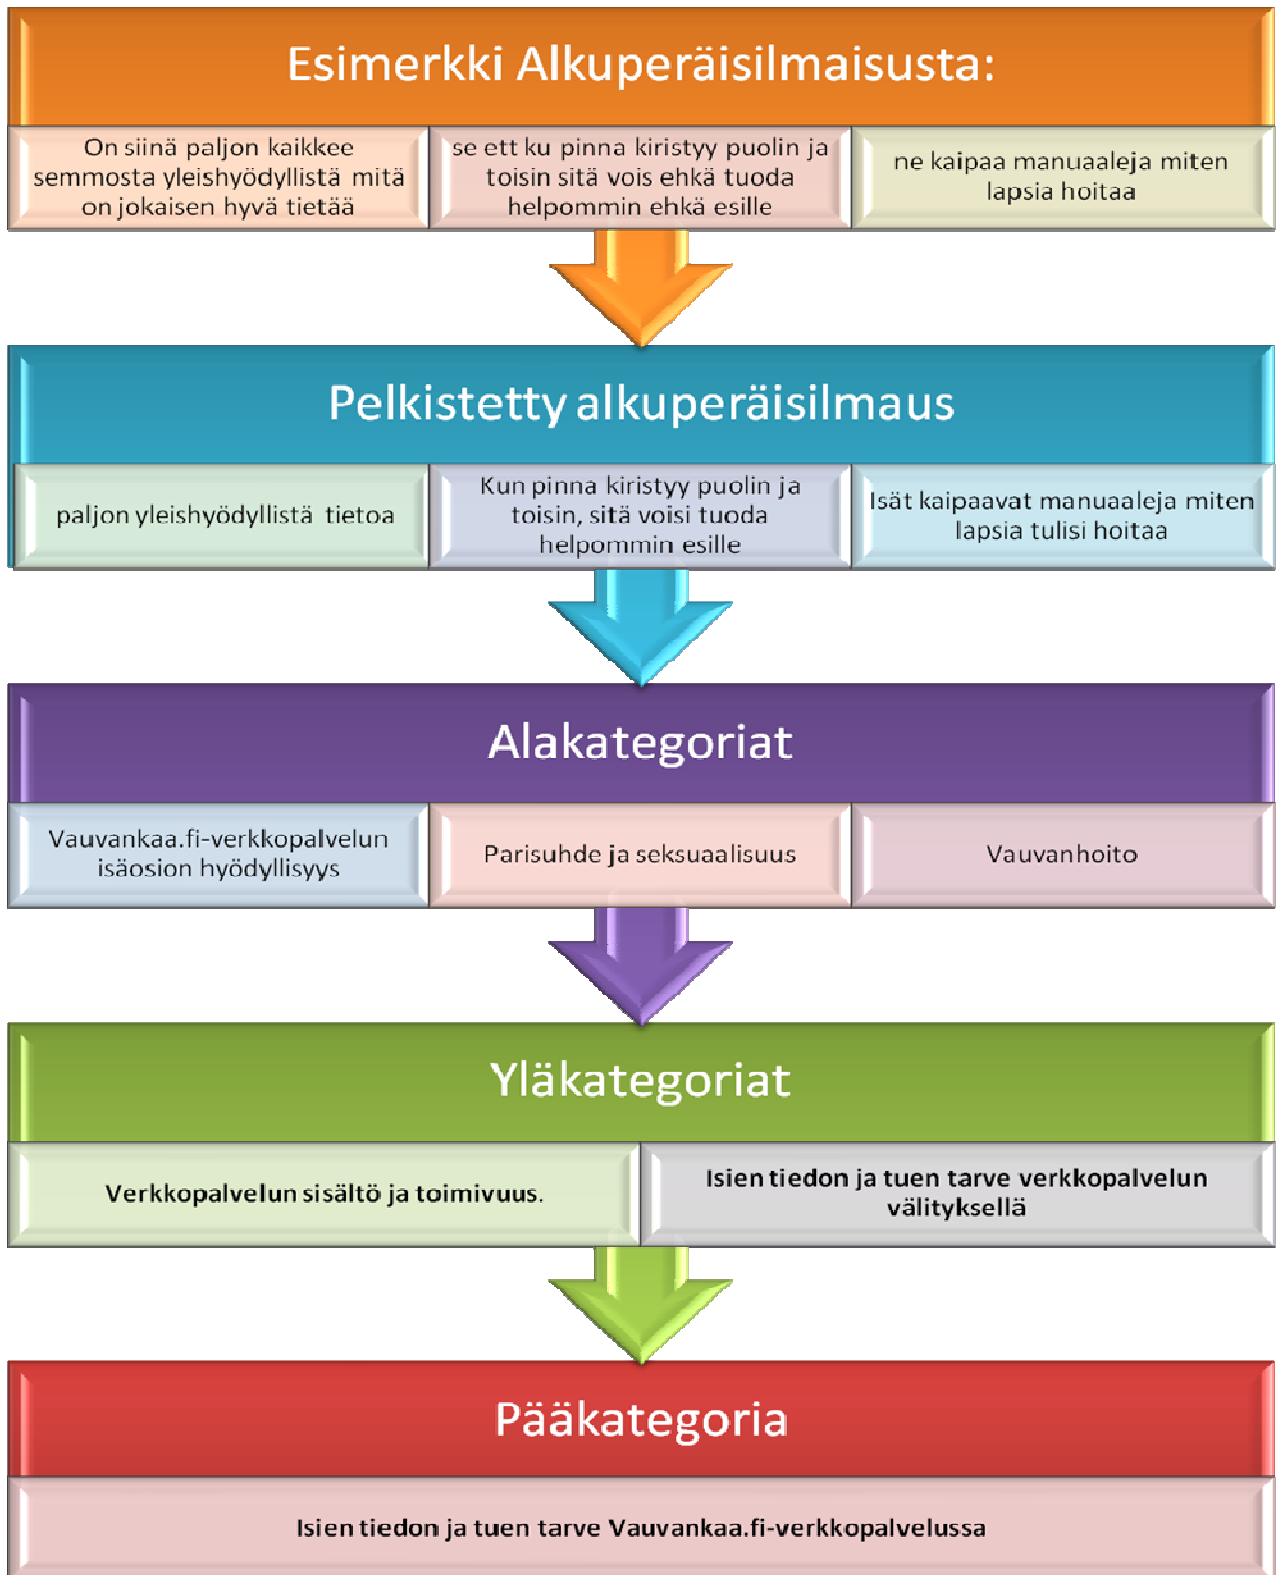 Esimerkki Alkuperäisilmaisusta:
On siinä paljon kaikkee
semmosta yleishyödyllistä mitä
on jokaisen hyvä tietää
se ett ku pinna kiristyy puolin ja
toisin sitä vois ehkä tuoda
helpommin ehkä esille
ne kaipaa manuaaleja miten
lapsia hoitaa
Pelkistetty alkuperäisilmaus
paljon yleishyödyllistä tietoa
Kun pinna kiristyy puolin ja
toisin, sitä voisi tuoda
helpommin esille
Isät kaipaavat manuaaleja miten
lapsia tulisi hoitaa
Alakategoriat
Vauvankaa.fi-verkkopalvelun
isäosion hyödyllisyys
Parisuhde ja seksuaalisuus
Vauvanhoito
Yläkategoriat
Verkkopalvelun sisältö ja toimivuus.
Isien tiedon ja tuen tarve verkkopalvelun
välityksellä
Pääkategoria
Isien tiedon ja tuen tarve Vauvankaa.fi-verkkopalvelussa